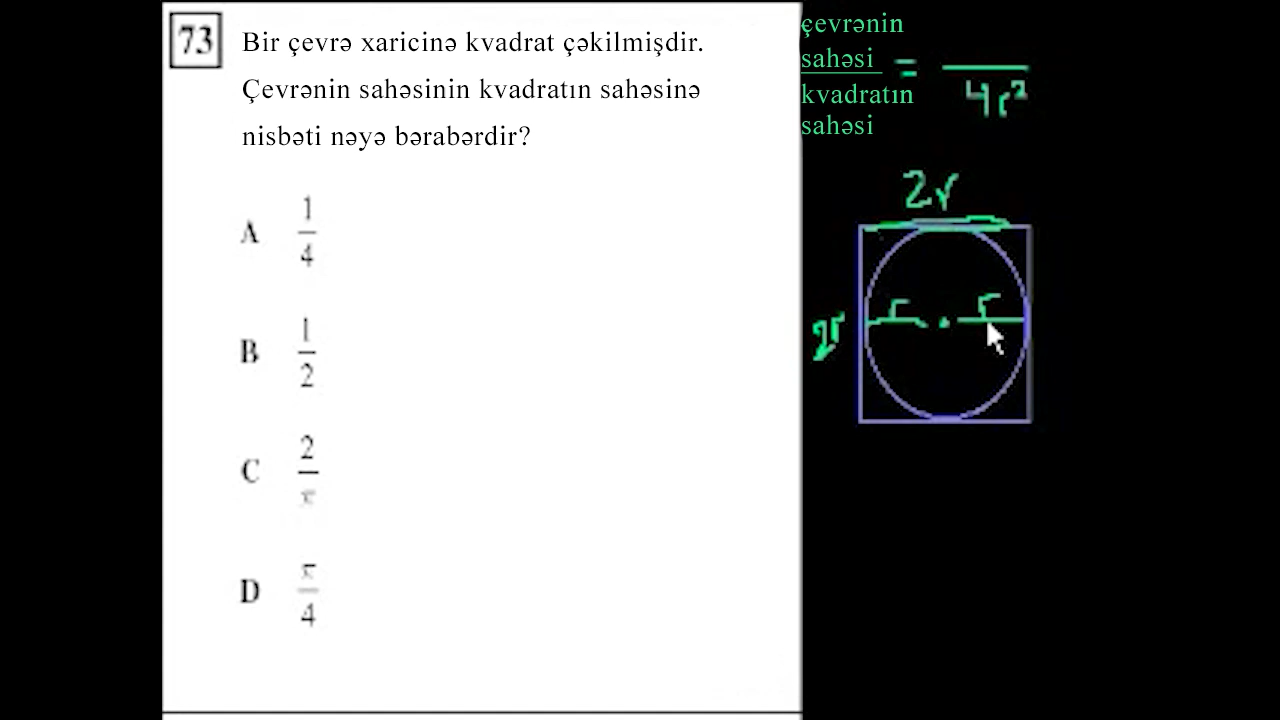 73
Bir çevrə xaricinə kvadrat çəkilmişdir.
Çevrənin sahəsinin kvadratın sahəsinə
nisbəti nəyə bərabərdir?
A 1/4
B 1/2
C 2/π
D π/4
çevrənin
sahəsi
kvadratın
sahəsi
=
4r²
2r
2r
r
r